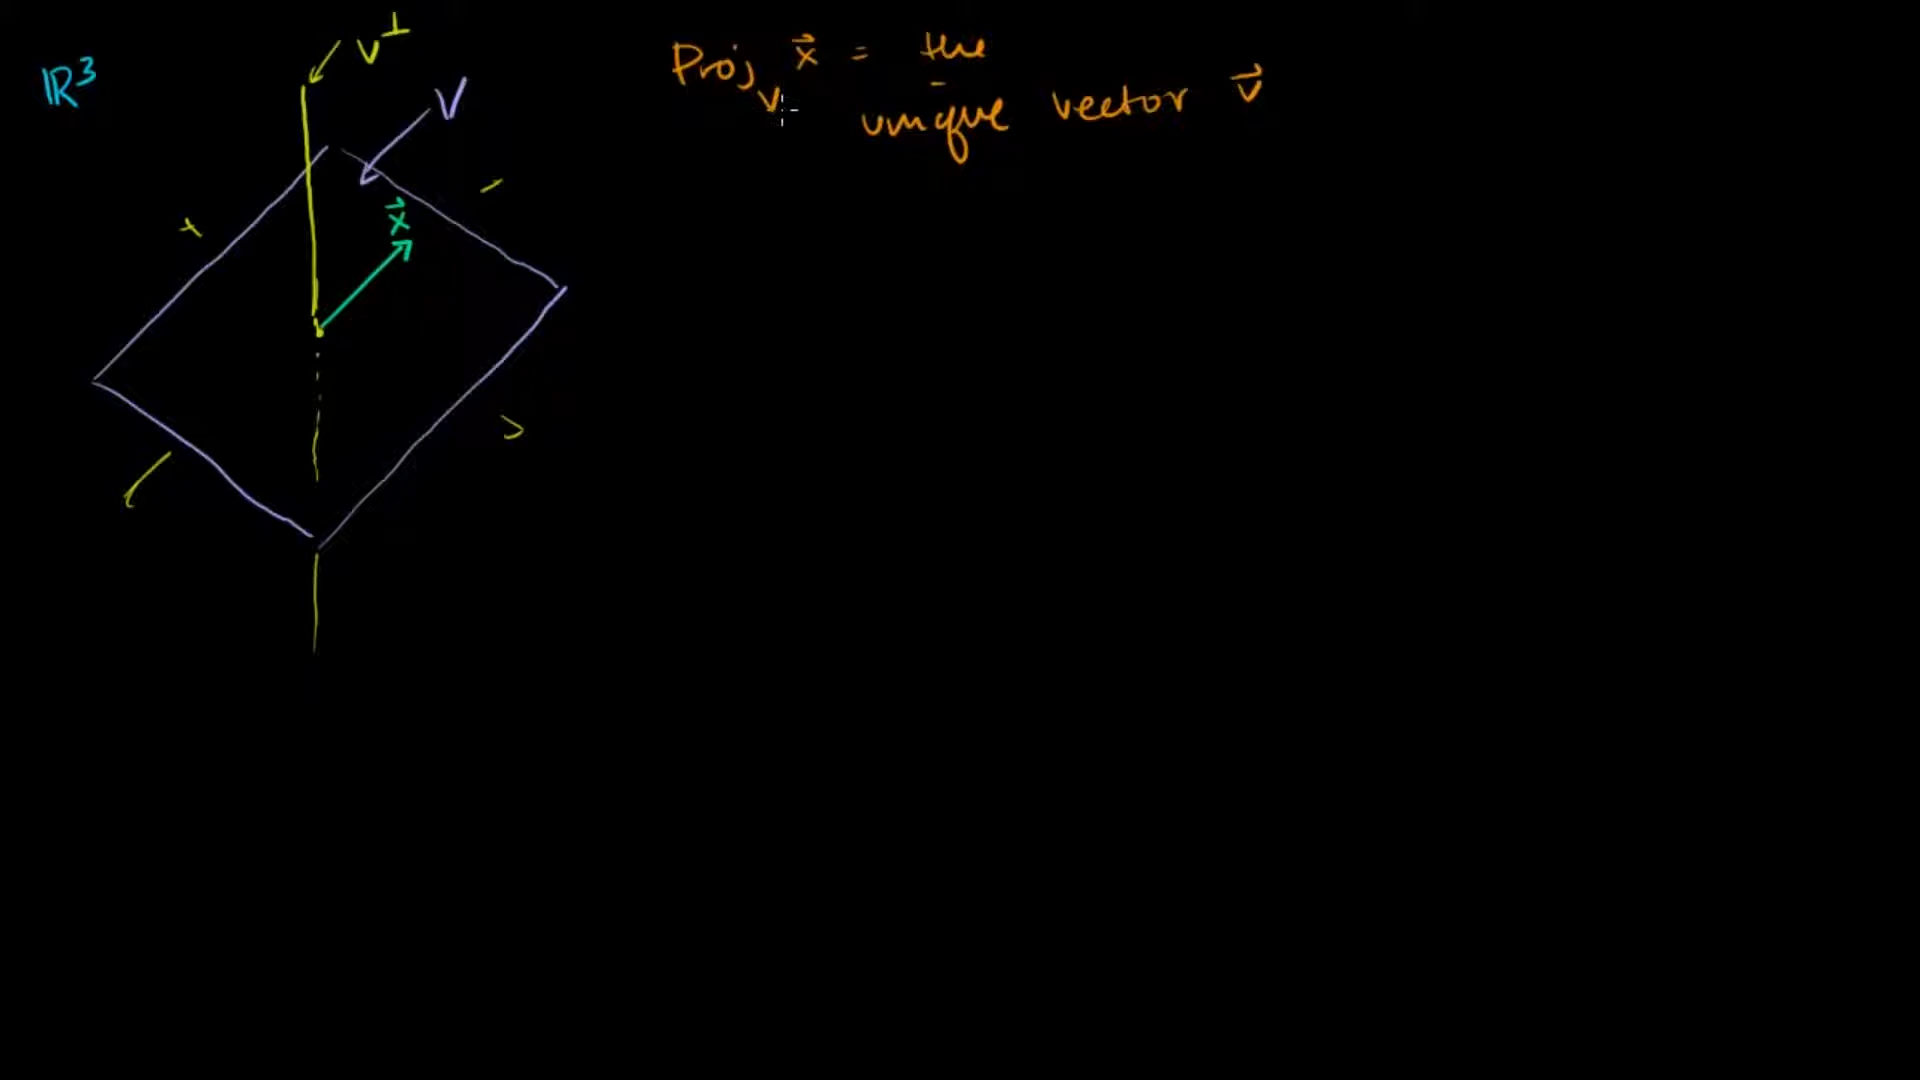 ℝ³
V⊥
V
x⃗
Proj_V x⃗ = the
unique vector v⃗